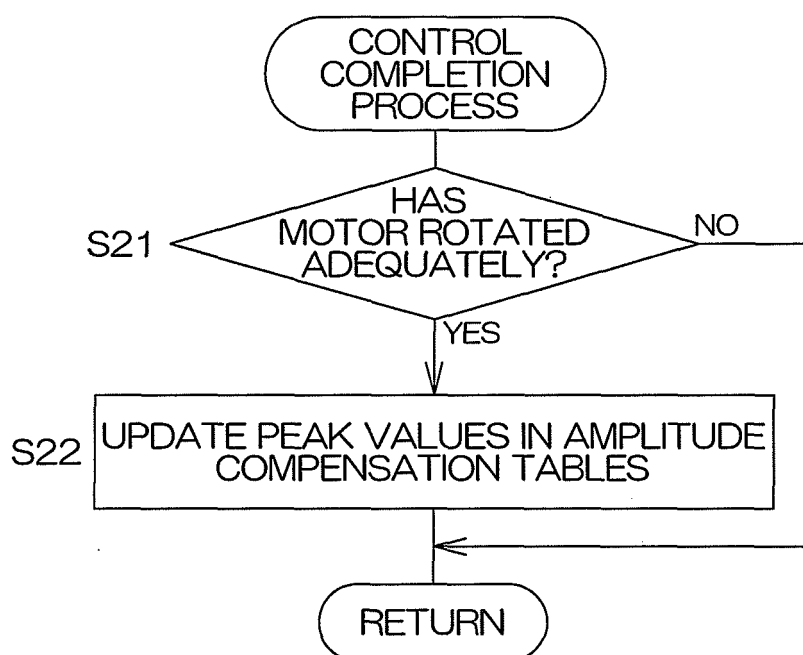 CONTROL
COMPLETION
PROCESS
HAS
MOTOR ROTATED
ADEQUATELY?
S21
NO
YES
S22
UPDATE PEAK VALUES IN AMPLITUDE
COMPENSATION TABLES
RETURN